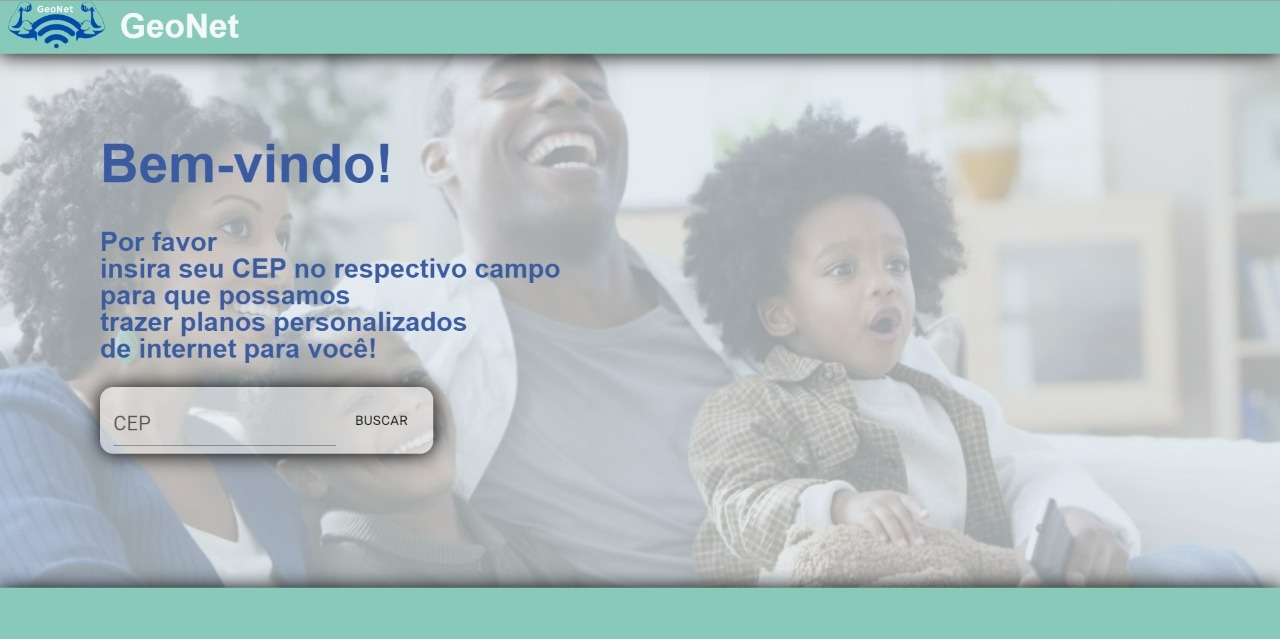 GeoNet
GeoNet
Bem-vindo!
Por favor
insira seu CEP no respectivo campo
para que possamos
trazer planos personalizados
de internet para você!
CEP
BUSCAR